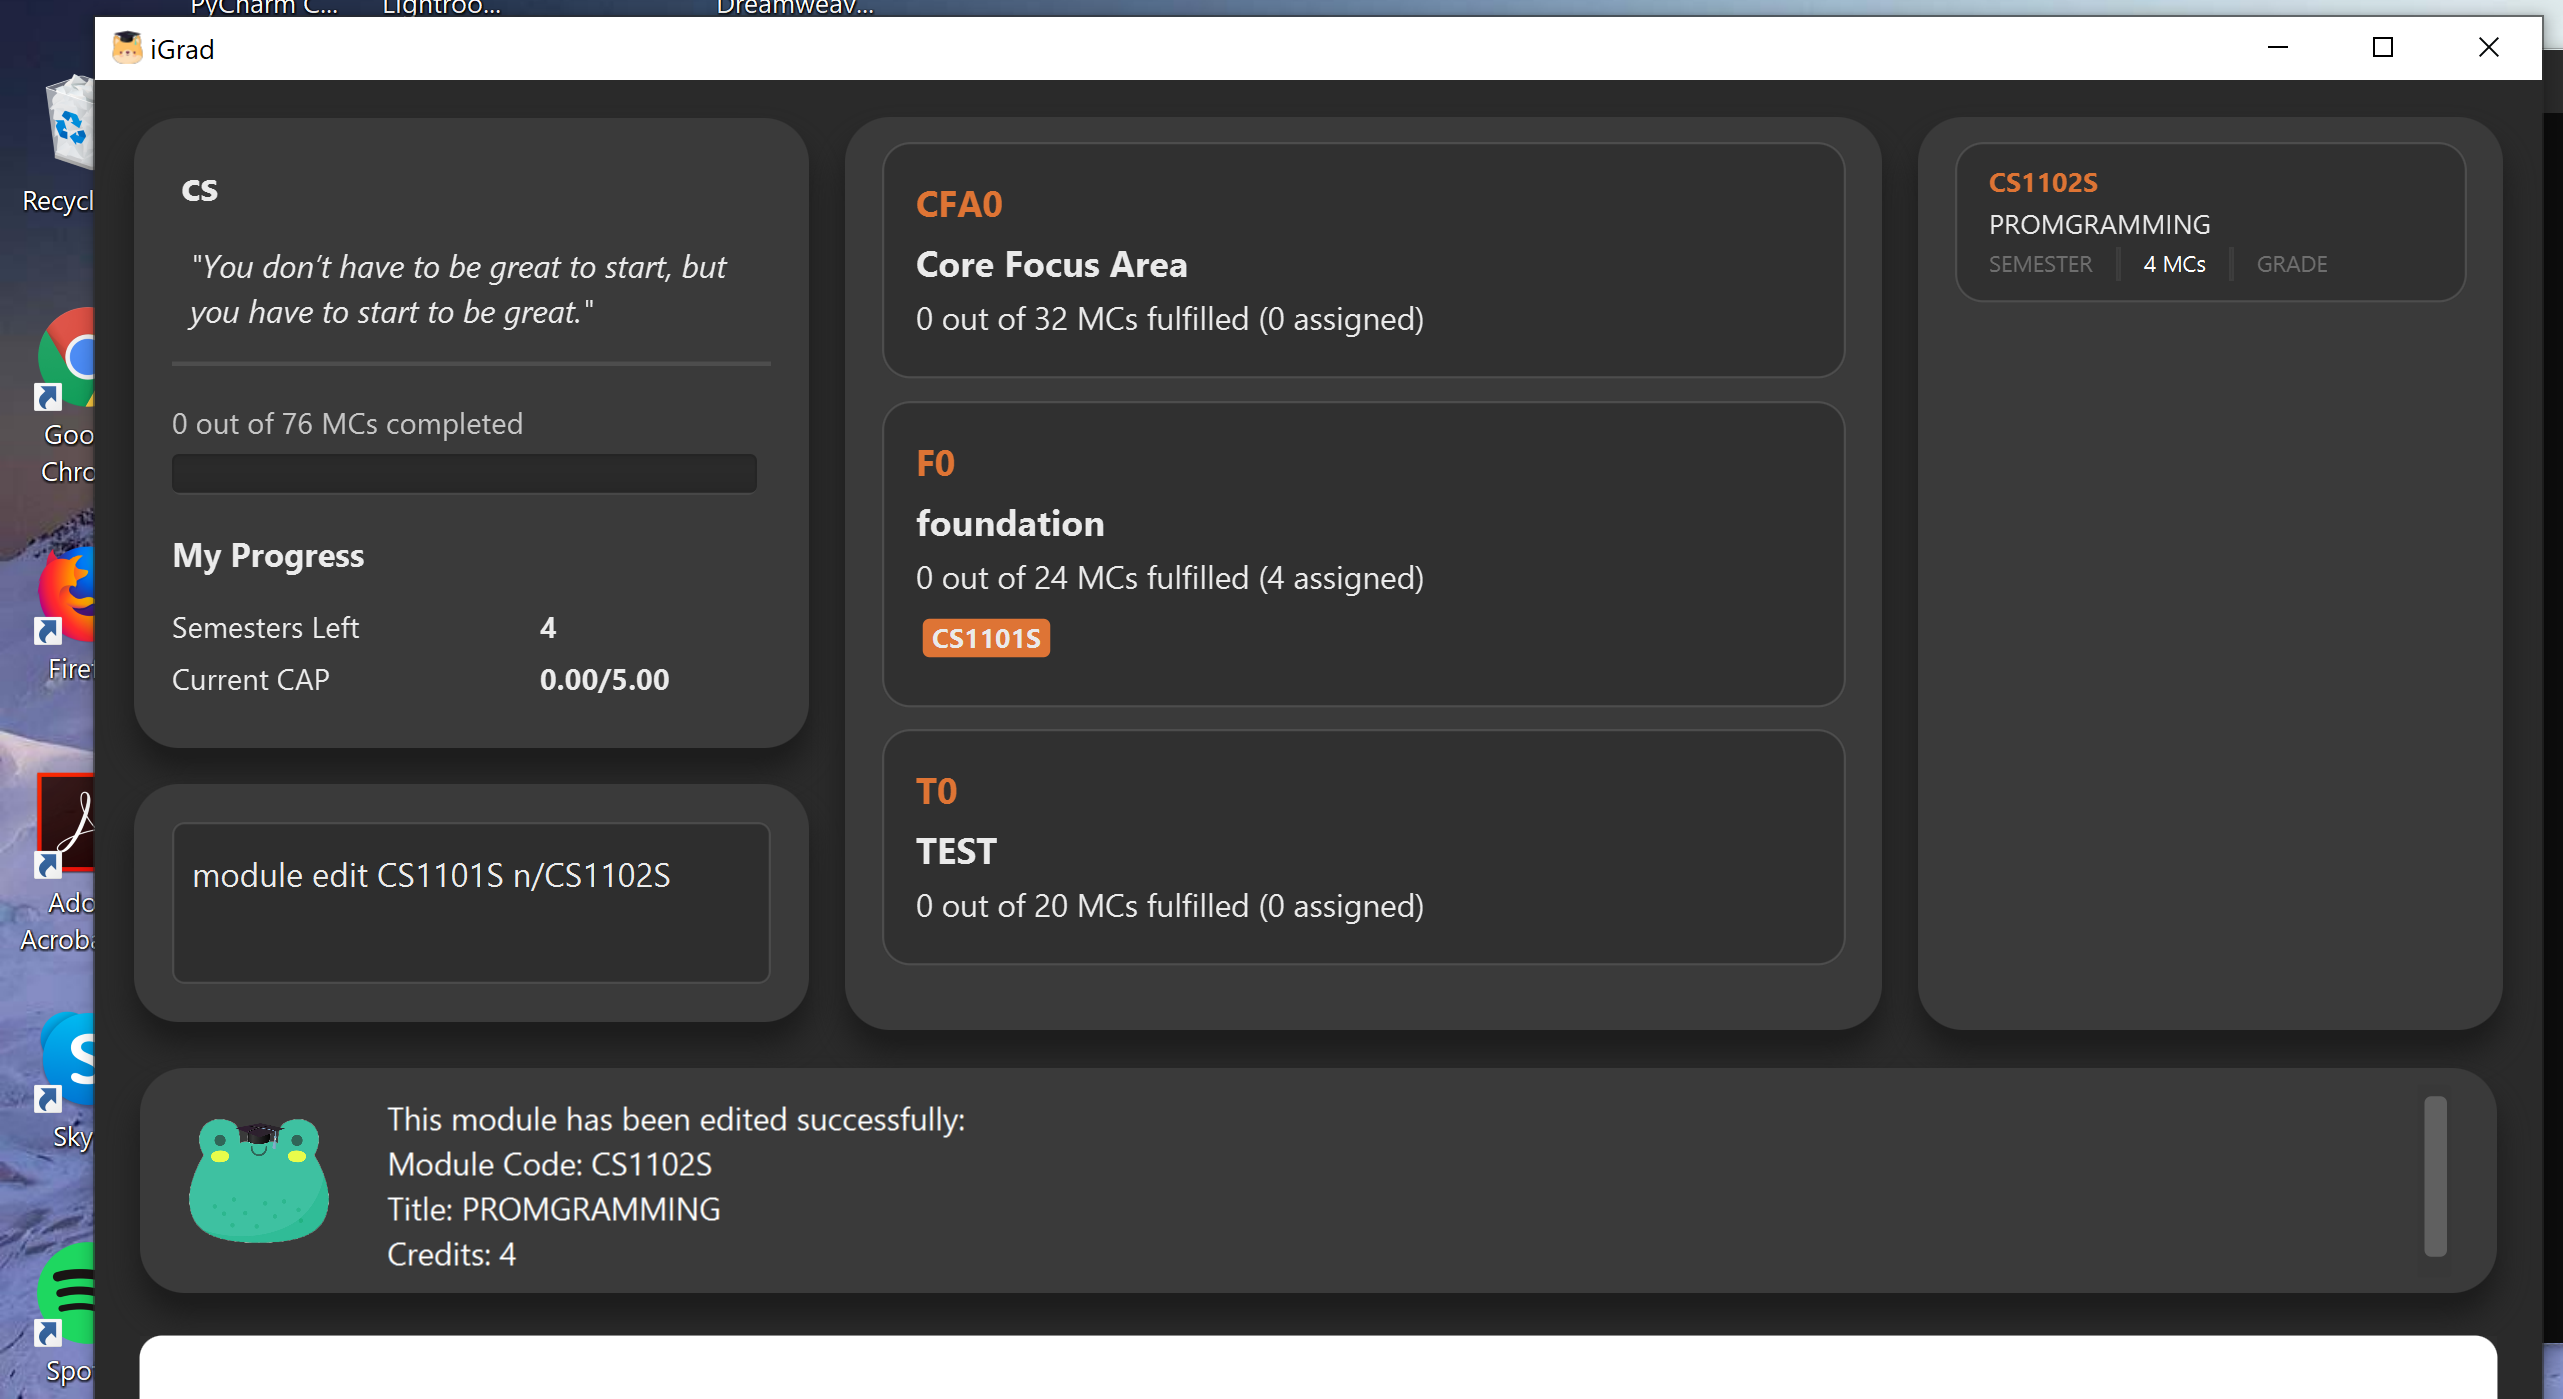 PyCharm C...
Lightroo...
Dreamweav...
iGrad
Recycl
Goo
Chro
Firef
Ado
Acroba
Sky
Spot
cs
"You don't have to be great to start, but
you have to start to be great."
0 out of 76 MCs completed
My Progress
Semesters Left 4
Current CAP 0.00/5.00
module edit CS1101S n/CS1102S
CFA0
Core Focus Area
0 out of 32 MCs fulfilled (0 assigned)
F0
foundation
0 out of 24 MCs fulfilled (4 assigned)
CS1101S
T0
TEST
0 out of 20 MCs fulfilled (0 assigned)
CS1102S
PROMGRAMMING
SEMESTER 4 MCs GRADE
This module has been edited successfully:
Module Code: CS1102S
Title: PROMGRAMMING
Credits: 4